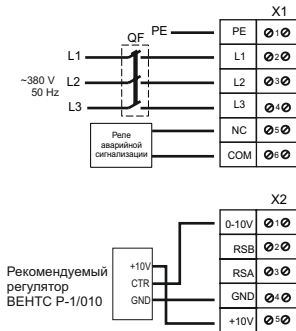 X1
QF
PE
PE
1
L1
L1
2
~380 V
50 Hz
L2
L2
3
L3
L3
4
Реле
аварийной
сигнализации
NC
5
COM
6
X2
0-10V
1
RSB
2
RSA
3
GND
4
+10V
5
Рекомендуемый
регулятор
ВЕНТС Р-1/010
+10V
CTR
GND